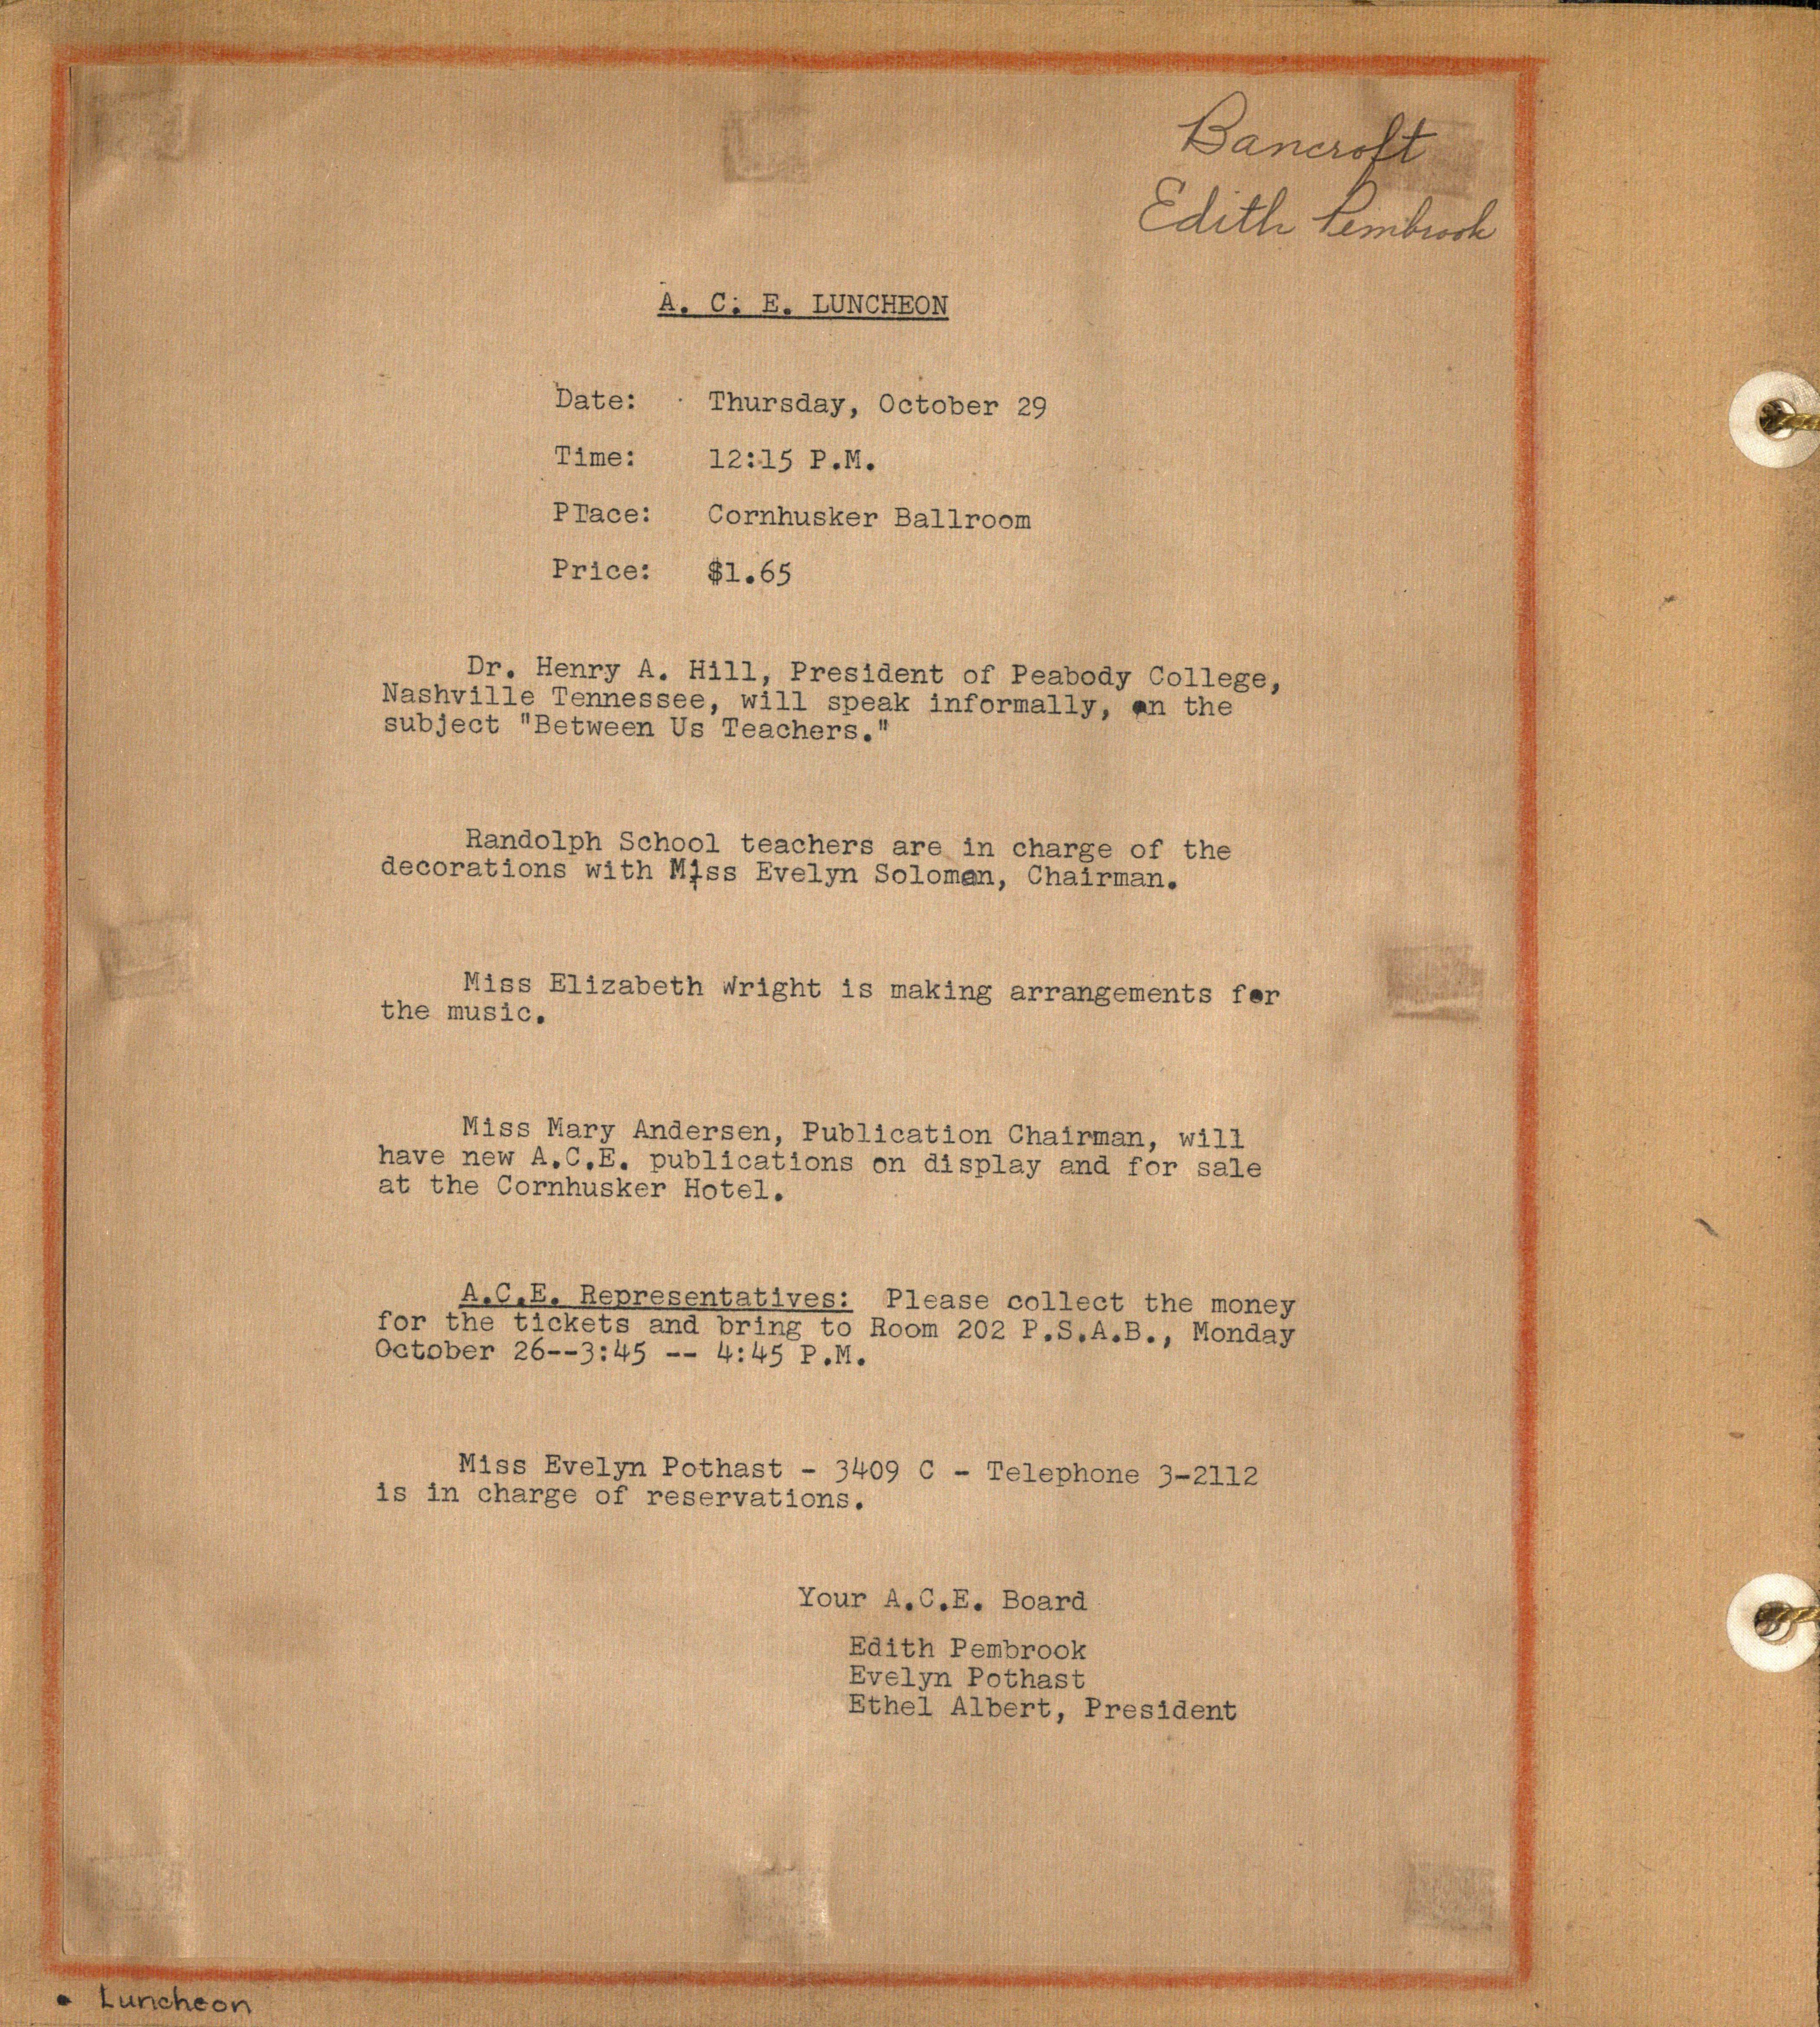 Bancroft
Edith Pembrook
A. C. E. LUNCHEON
Date: Thursday, October 29
Time: 12:15 P.M.
Place: Cornhusker Ballroom
Price: $1.65
Dr. Henry A. Hill, President of Peabody College,
Nashville Tennessee, will speak informally, on the
subject "Between Us Teachers."
Randolph School teachers are in charge of the
decorations with Miss Evelyn Soloman, Chairman.
Miss Elizabeth Wright is making arrangements for
the music.
Miss Mary Andersen, Publication Chairman, will
have new A.C.E. publications on display and for sale
at the Cornhusker Hotel.
A.C.E. Representatives: Please collect the money
for the tickets and bring to Room 202 P.S.A.B., Monday
October 26--3:45 -- 4:45 P.M.
Miss Evelyn Pothast - 3409 C - Telephone 3-2112
is in charge of reservations.
Your A.C.E. Board
Edith Pembrook
Evelyn Pothast
Ethel Albert, President
• Luncheon